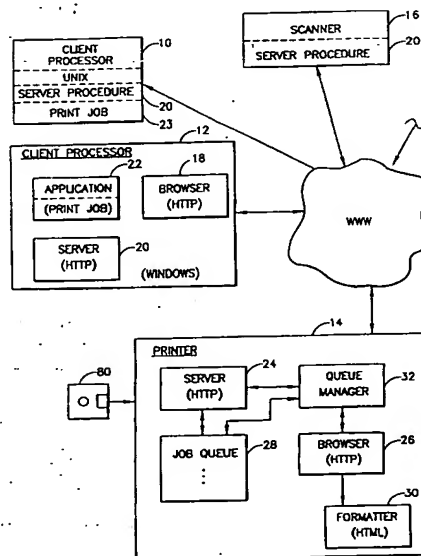 CLIENT
PROCESSOR
UNIX
SERVER PROCEDURE
PRINT JOB
10
20
23
SCANNER
SERVER PROCEDURE
16
20
12
CLIENT PROCESSOR
22
APPLICATION
(PRINT JOB)
18
BROWSER
(HTTP)
SERVER
(HTTP)
20
(WINDOWS)
WWW
14
PRINTER
80
24
SERVER
(HTTP)
QUEUE
MANAGER
32
JOB QUEUE
28
26
BROWSER
(HTTP)
30
FORMATTER
(HTML)